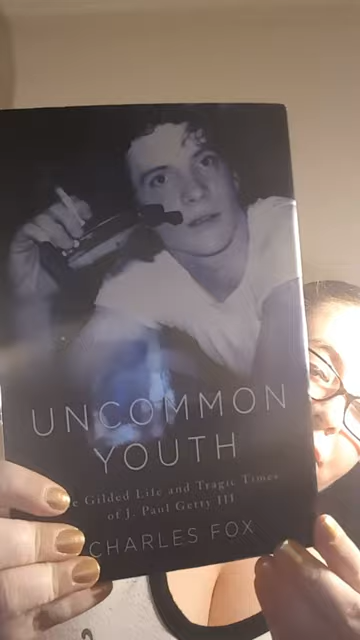 UNCOMMON
YOUTH
e Gilded Life and Tragic Times
of J. Paul Getty III
CHARLES FOX